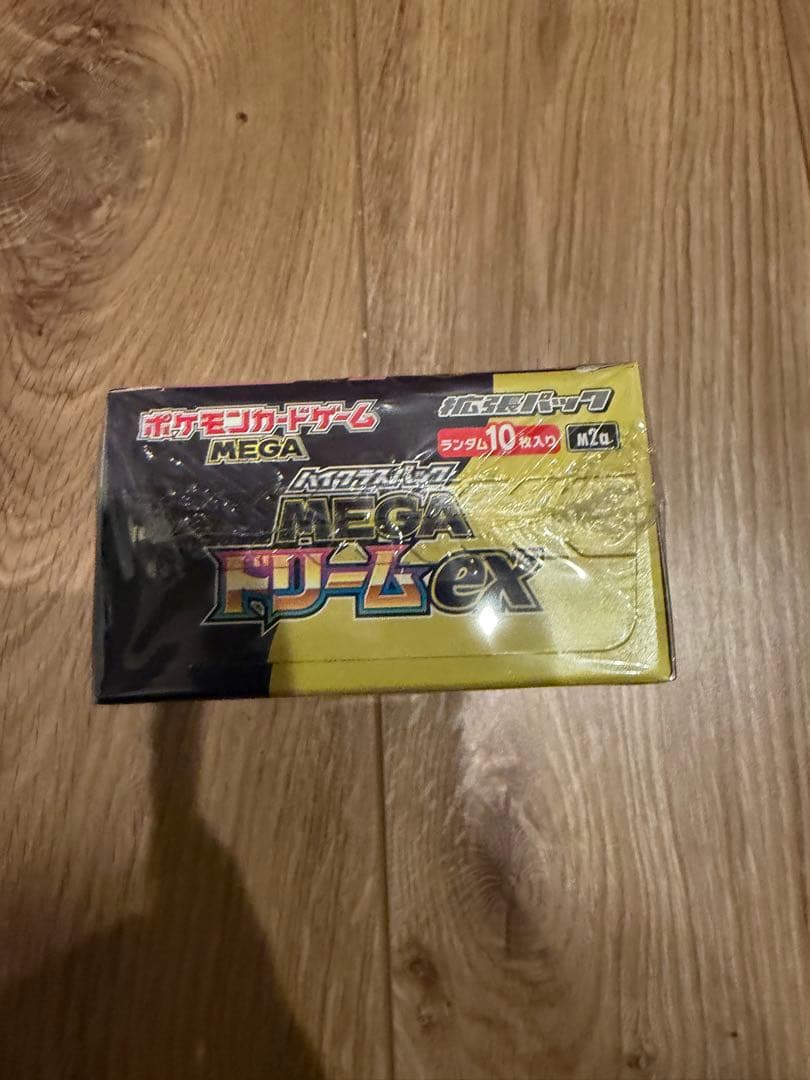 ポケモンカードゲーム
MEGA
拡張パック
ランダム10枚入り
M2a
ハイクラスパック
MEGA
ドリームex